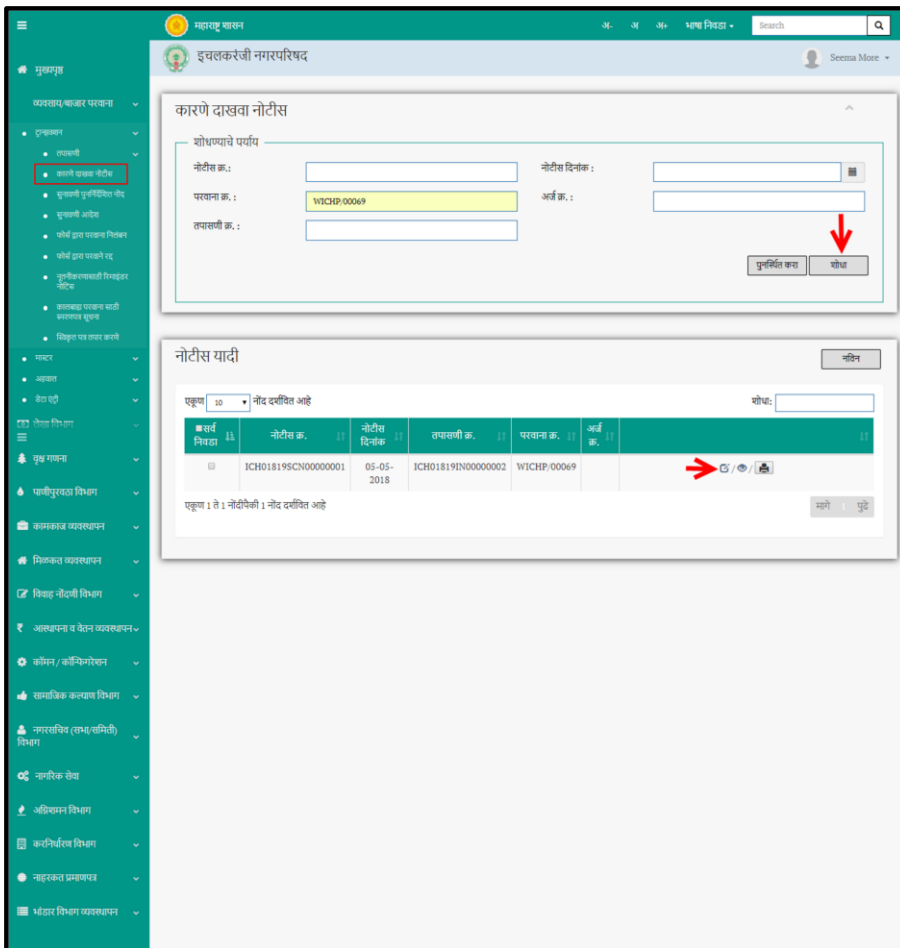 महाराष्ट्र शासन
अ- अ अ+ भाषा निवडा Search
इचलकरंजी नगरपरिषद
Seema More
मुख्यपृष्ठ
व्यवसाय/बाजार परवाना
ट्रान्झाक्शन
तपासणी
कारणे दाखवा नोटीस
सुनावणी पुनर्निर्देशित नोंद
सुनावणी आदेश
फोर्स द्वारा परवाना निलंबन
फोर्स द्वारा परवाने रद्द
नूतनीकरणासाठी रिमाइंडर
नोटिस
कालबाह्य परवाना साठी
स्मरणपत्र सूचना
स्विकृत पत्र तयार करणे
मास्टर
अहवाल
डेटा एंट्री
लेखा विभाग
वृक्ष गणना
पाणीपुरवठा विभाग
कामकाज व्यवस्थापन
मिळकत व्यवस्थापन
विवाह नोंदणी विभाग
आस्थापना व वेतन व्यवस्थापन
कॉमन / कॉन्फिगरेशन
सामाजिक कल्याण विभाग
नगरसचिव (सभा/समिती)
विभाग
नागरिक सेवा
अग्निशमन विभाग
करनिर्धारण विभाग
नाहरकत प्रमाणपत्र
भांडार विभाग व्यवस्थापन
कारणे दाखवा नोटीस
शोधण्याचे पर्याय
नोटीस क्र.: नोटीस दिनांक :
परवाना क्र. : WICHP/00069 अर्ज क्र. :
तपासणी क्र. :
पुनर्स्थित करा शोधा
नोटीस यादी
नविन
एकूण 10 नोंद दर्शवित आहे शोधा:
सर्व निवडा नोटीस क्र. नोटीस दिनांक तपासणी क्र. परवाना क्र. अर्ज क्र.
ICH01819SCN00000001 05-05-2018 ICH01819IN00000002 WICHP/00069 / /
एकूण 1 ते 1 नोंदीपैकी 1 नोंद दर्शवित आहे
मागे 1 पुढे